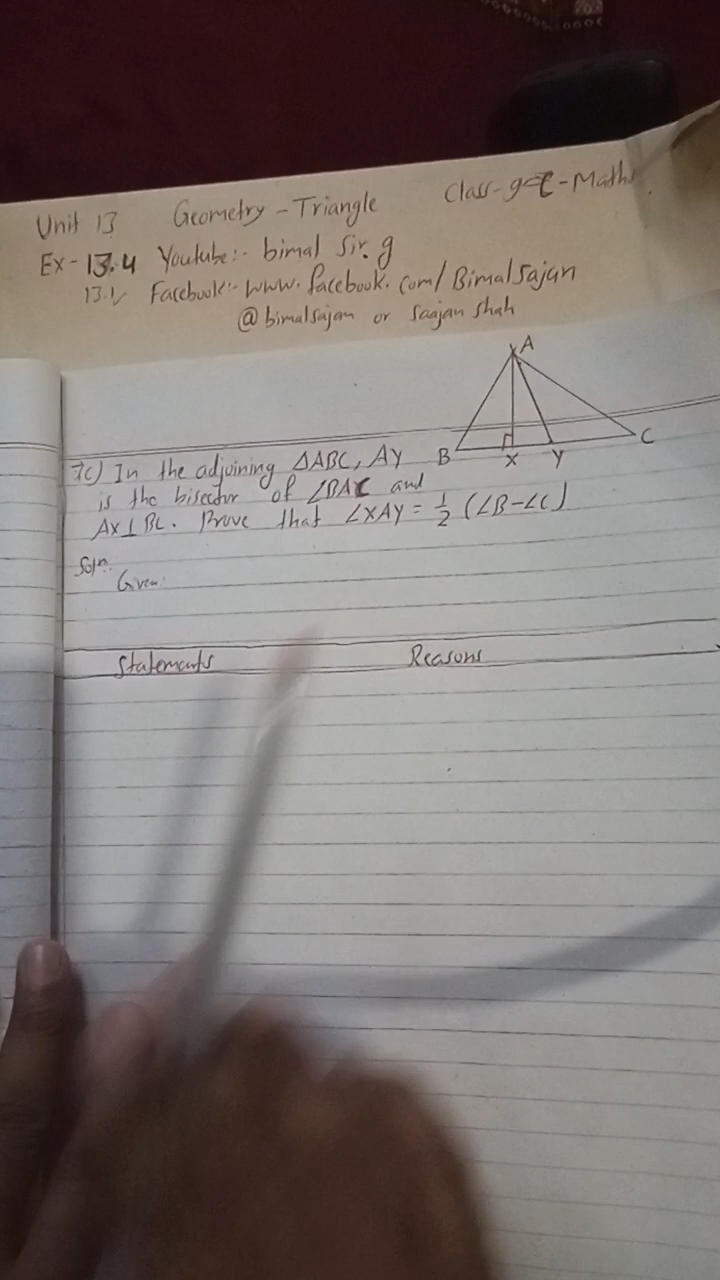 Unit 13 Geometry - Triangle Class-9 - Maths
Ex - 13.4 Youtube:- bimal sir. g
13.1 Facebook:- www.facebook.com/Bimalsajan
@bimalsajan or saajan shah
A
B X Y C
7c) In the adjoining ΔABC, AY
is the bisector of ∠BAC and
AX⊥BC. Prove that ∠XAY = 1/2 (∠B-∠C)
Soln.
Given:
Statements Reasons